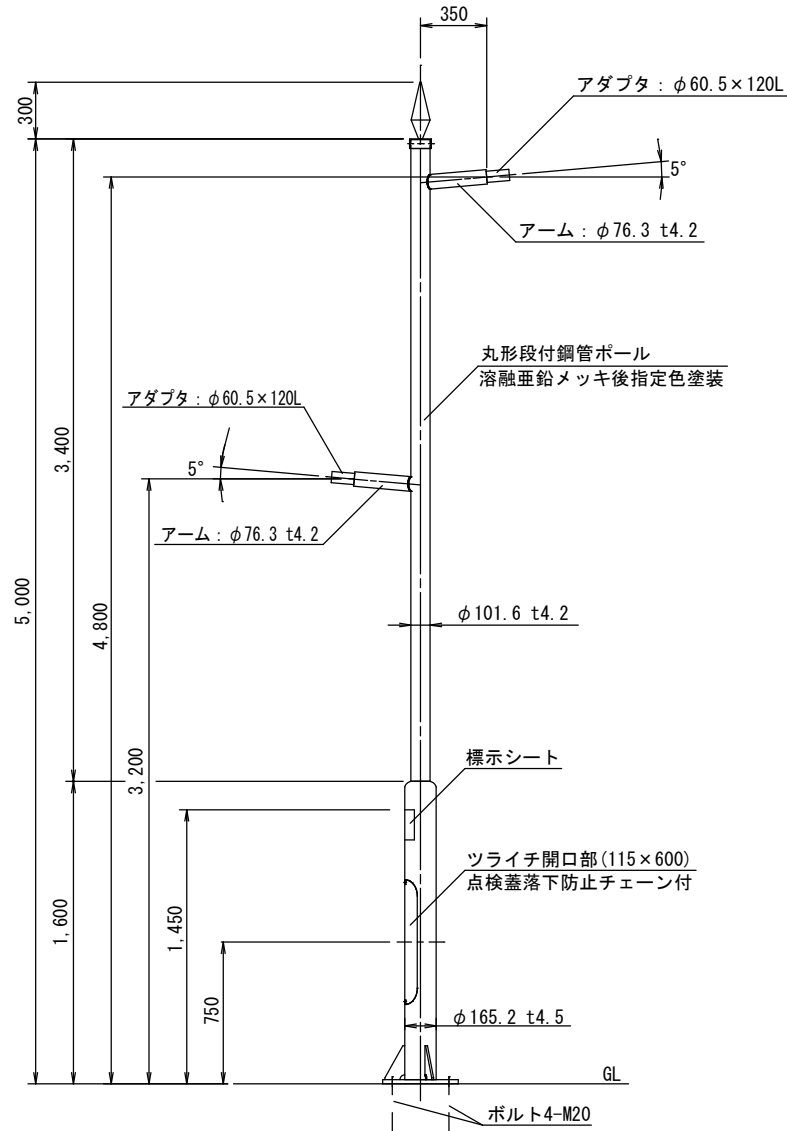 350
300
アダプタ：φ60.5×120L
5°
アーム：φ76.3 t4.2
丸形段付鋼管ポール
溶融亜鉛メッキ後指定色塗装
アダプタ：φ60.5×120L
3,400
5°
アーム：φ76.3 t4.2
5,000
4,800
φ101.6 t4.2
3,200
標示シート
ツライチ開口部(115×600)
点検蓋落下防止チェーン付
1,600
1,450
750
φ165.2 t4.5
GL
ボルト4-M20